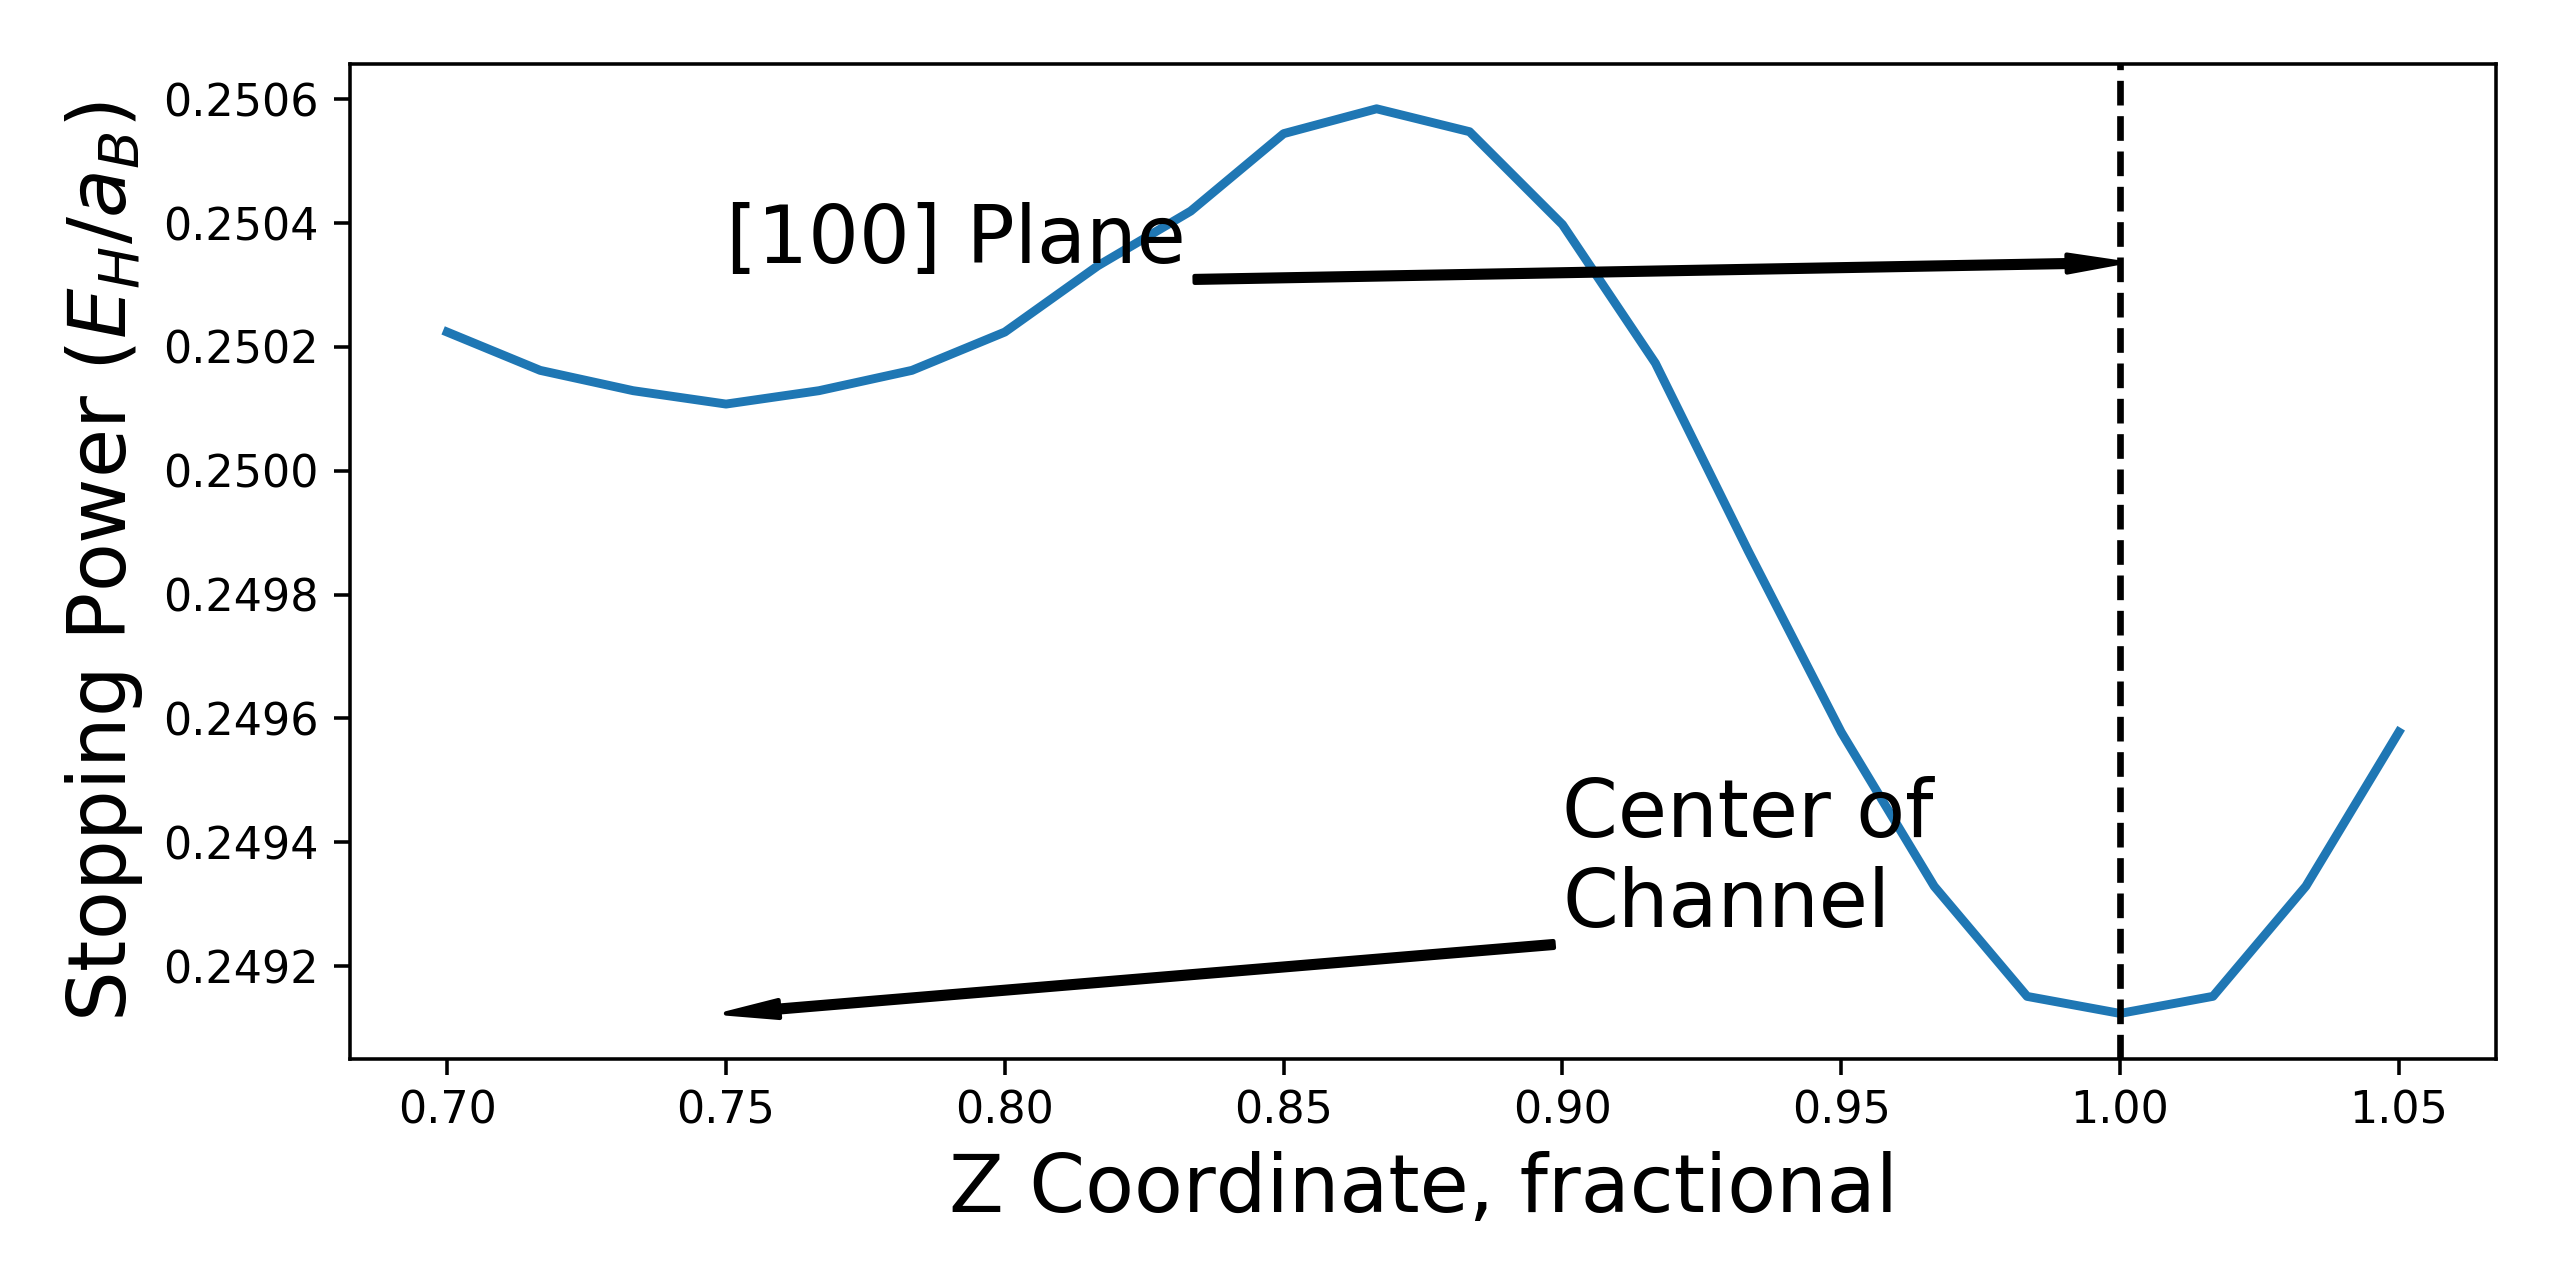 Stopping Power (E_H/a_B)
0.2506
0.2504
0.2502
0.2500
0.2498
0.2496
0.2494
0.2492
[100] Plane
Center of
Channel
0.70 0.75 0.80 0.85 0.90 0.95 1.00 1.05
Z Coordinate, fractional